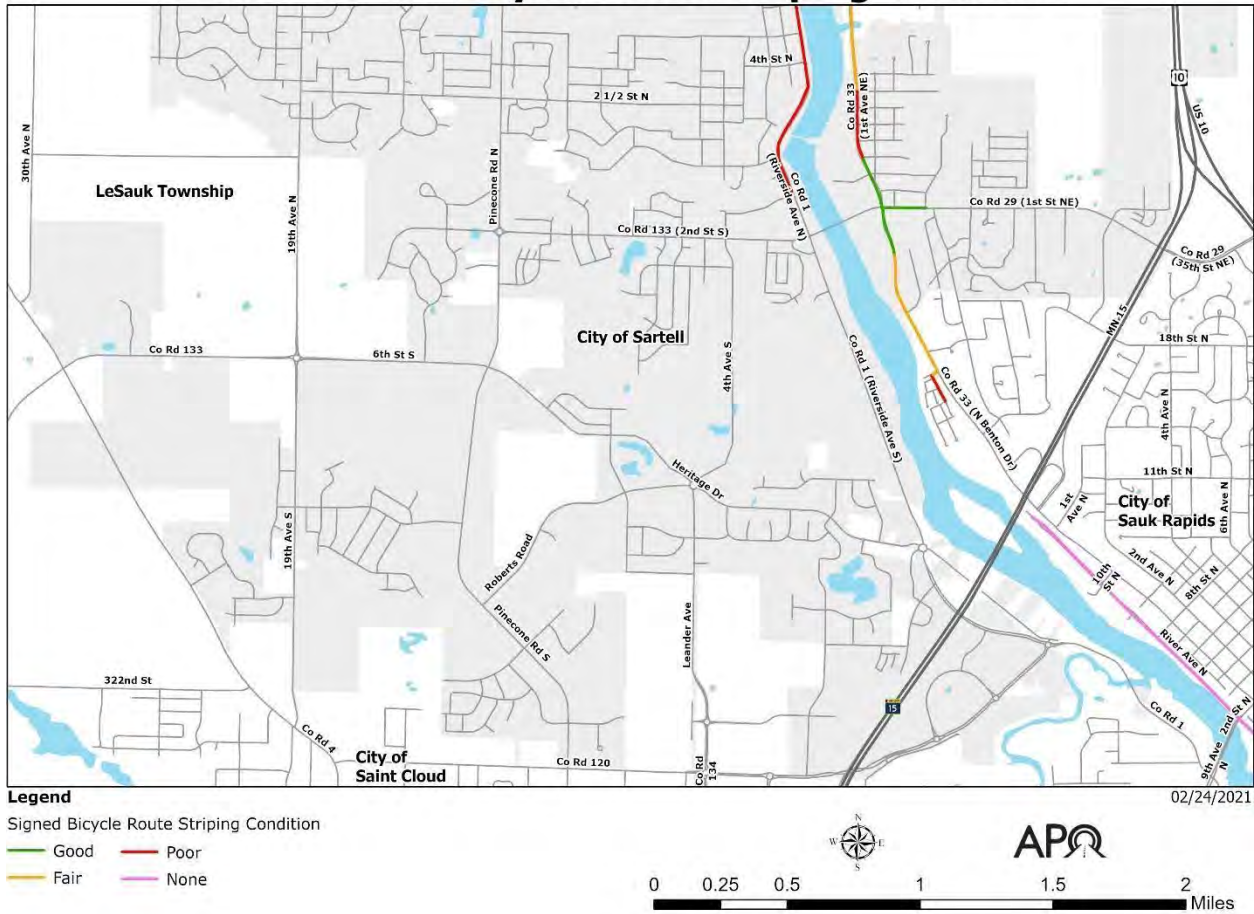 4th St N
2 1/2 St N
Co Rd 33
(1st Ave NE)
10
US 10
30th Ave N
LeSauk Township
Pinecone Rd N
19th Ave N
Co Rd 1
(Riverside Ave N)
Co Rd 29 (1st St NE)
Co Rd 133 (2nd St S)
Co Rd 29
(35th St NE)
City of Sartell
MN-15
18th St N
Co Rd 133
6th St S
4th Ave S
Co Rd 1 (Riverside Ave S)
Co Rd 33 (N Benton Dr)
4th Ave N
11th St N
Heritage Dr
1st
Ave N
City of
Sauk Rapids
6th Ave N
19th Ave S
Roberts Road
2nd Ave N
8th St N
10th
St N
Pinecone Rd S
Leander Ave
River Ave N
322nd St
15
Co Rd 1
2nd St N
9th Ave
N
Co Rd 4
City of
Saint Cloud
Co Rd 120
Co Rd
134
Legend
02/24/2021
Signed Bicycle Route Striping Condition
Good
Poor
Fair
None
N
W
E
S
APO
0 0.25 0.5 1 1.5 2
Miles